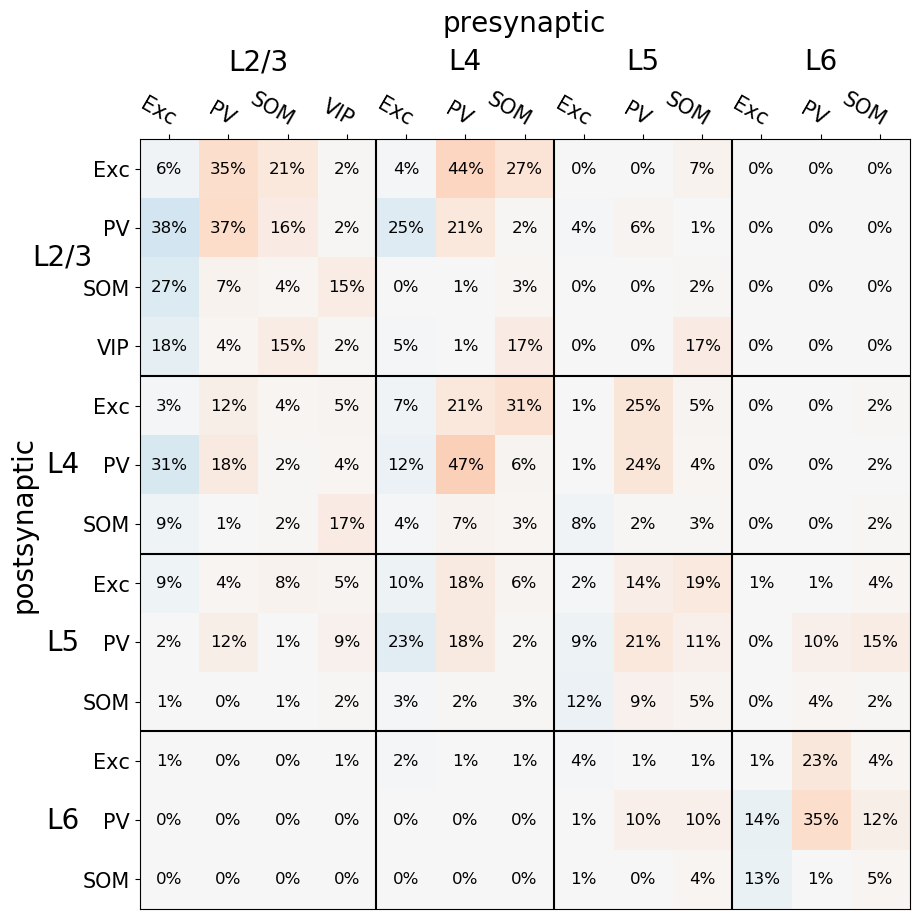 presynaptic
L2/3 L4 L5 L6
Exc PV SOM VIP Exc PV SOM Exc PV SOM Exc PV SOM
postsynaptic
L2/3
Exc 6% 35% 21% 2% 4% 44% 27% 0% 0% 7% 0% 0% 0%
PV 38% 37% 16% 2% 25% 21% 2% 4% 6% 1% 0% 0% 0%
SOM 27% 7% 4% 15% 0% 1% 3% 0% 0% 2% 0% 0% 0%
VIP 18% 4% 15% 2% 5% 1% 17% 0% 0% 17% 0% 0% 0%
L4
Exc 3% 12% 4% 5% 7% 21% 31% 1% 25% 5% 0% 0% 2%
PV 31% 18% 2% 4% 12% 47% 6% 1% 24% 4% 0% 0% 2%
SOM 9% 1% 2% 17% 4% 7% 3% 8% 2% 3% 0% 0% 2%
L5
Exc 9% 4% 8% 5% 10% 18% 6% 2% 14% 19% 1% 1% 4%
PV 2% 12% 1% 9% 23% 18% 2% 9% 21% 11% 0% 10% 15%
SOM 1% 0% 1% 2% 3% 2% 3% 12% 9% 5% 0% 4% 2%
L6
Exc 1% 0% 0% 1% 2% 1% 1% 4% 1% 1% 1% 23% 4%
PV 0% 0% 0% 0% 0% 0% 0% 1% 10% 10% 14% 35% 12%
SOM 0% 0% 0% 0% 0% 0% 0% 1% 0% 4% 13% 1% 5%